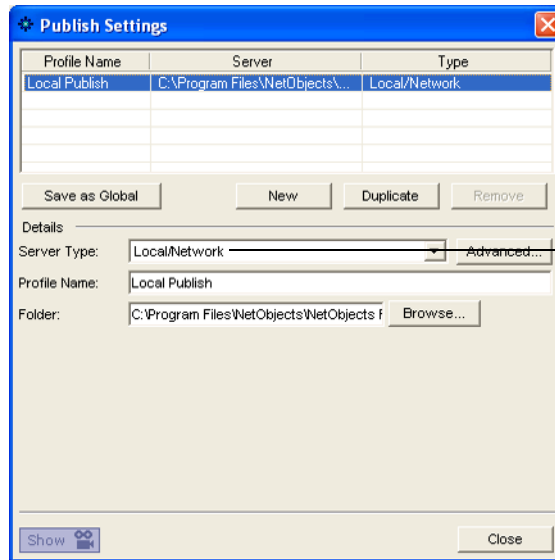 Publish Settings
Profile Name Server Type
Local Publish C:\Program Files\NetObjects\... Local/Network
Save as Global New Duplicate Remove
Details
Server Type: Local/Network Advanced...
Profile Name: Local Publish
Folder: C:\Program Files\NetObjects\NetObjects F Browse...
Show Close